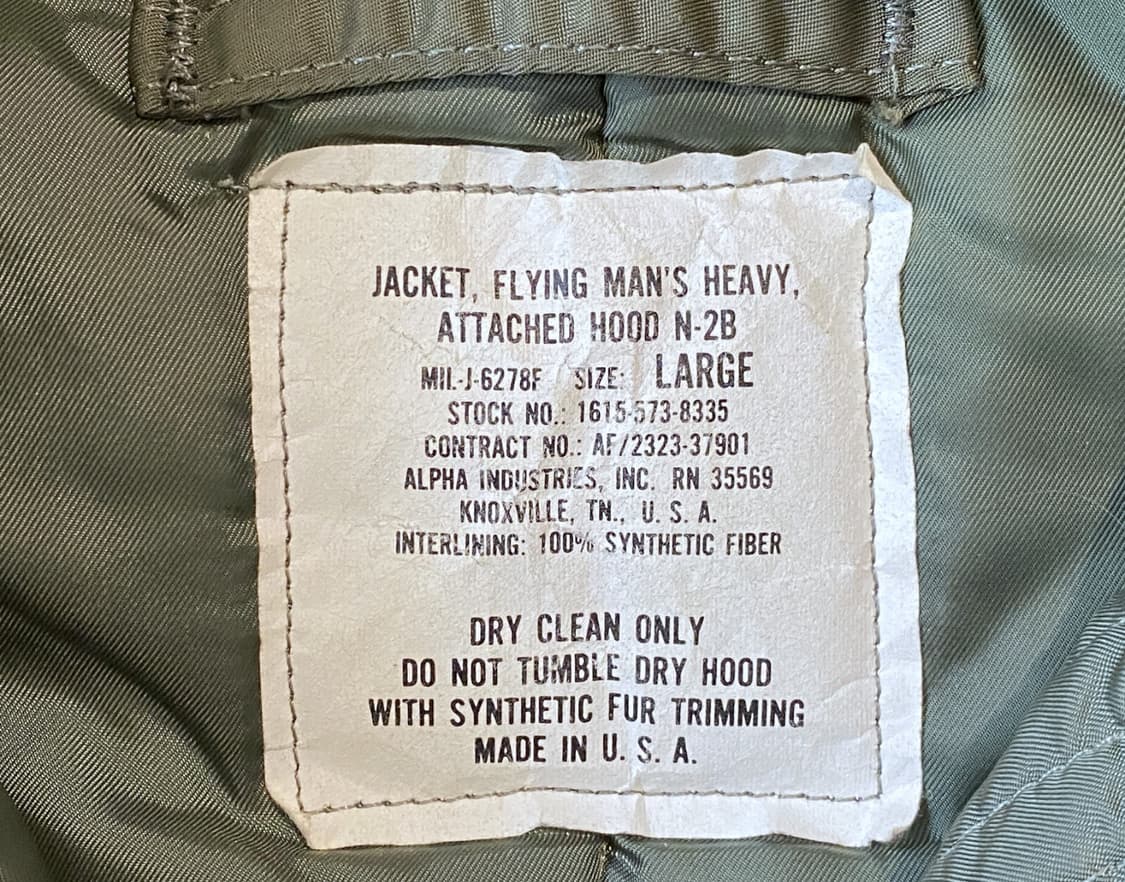 JACKET, FLYING MAN'S HEAVY,
ATTACHED HOOD N-2B
MIL-J-6278F SIZE: LARGE
STOCK NO.: 1615-573-8335
CONTRACT NO.: AF/2323-37901
ALPHA INDUSTRIES, INC. RN 35569
KNOXVILLE, TN., U. S. A.
INTERLINING: 100% SYNTHETIC FIBER
DRY CLEAN ONLY
DO NOT TUMBLE DRY HOOD
WITH SYNTHETIC FUR TRIMMING
MADE IN U. S. A.